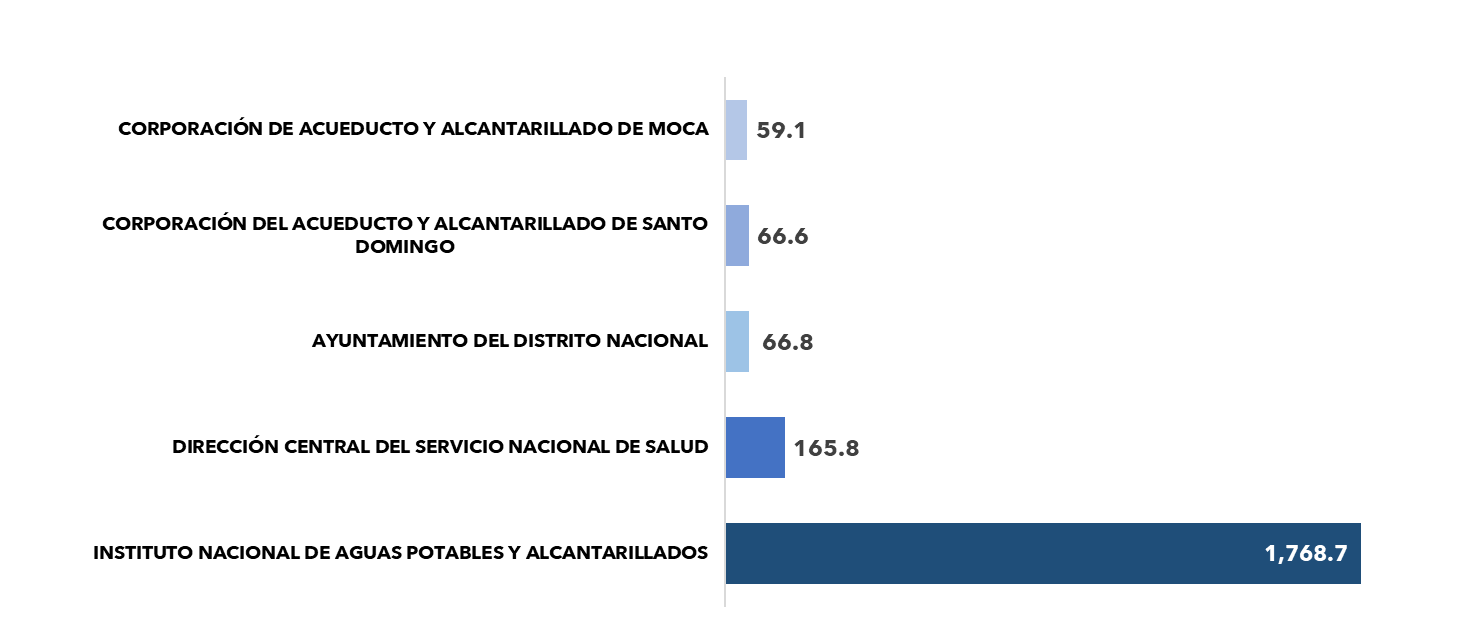 CORPORACIÓN DE ACUEDUCTO Y ALCANTARILLADO DE MOCA
59.1
CORPORACIÓN DEL ACUEDUCTO Y ALCANTARILLADO DE SANTO
DOMINGO
66.6
AYUNTAMIENTO DEL DISTRITO NACIONAL
66.8
DIRECCIÓN CENTRAL DEL SERVICIO NACIONAL DE SALUD
165.8
INSTITUTO NACIONAL DE AGUAS POTABLES Y ALCANTARILLADOS
1,768.7